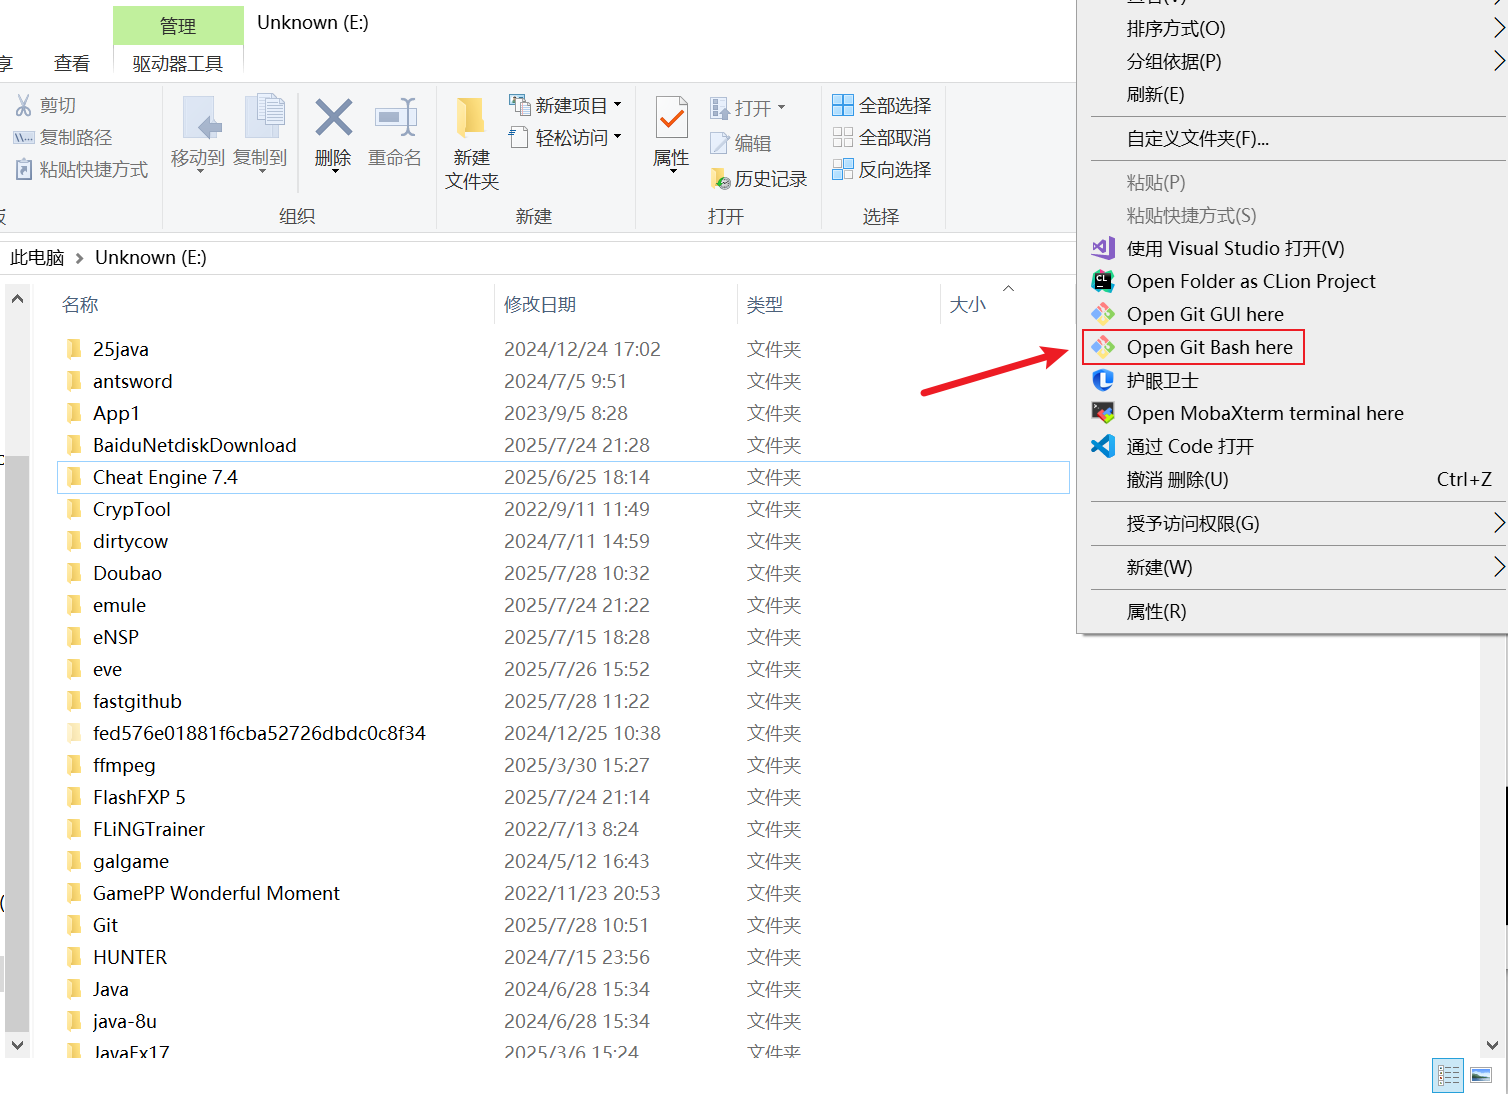 管理
Unknown (E:)
享
查看
驱动器工具
剪切
复制路径
粘贴快捷方式
移动到
复制到
删除
重命名
新建
文件夹
新建项目
轻松访问
属性
打开
编辑
历史记录
全部选择
全部取消
反向选择
组织
新建
打开
选择
此电脑 > Unknown (E:)
名称 修改日期 类型 大小
25java 2024/12/24 17:02 文件夹
antsword 2024/7/5 9:51 文件夹
App1 2023/9/5 8:28 文件夹
BaiduNetdiskDownload 2025/7/24 21:28 文件夹
Cheat Engine 7.4 2025/6/25 18:14 文件夹
CrypTool 2022/9/11 11:49 文件夹
dirtycow 2024/7/11 14:59 文件夹
Doubao 2025/7/28 10:32 文件夹
emule 2025/7/24 21:22 文件夹
eNSP 2025/7/15 18:28 文件夹
eve 2025/7/26 15:52 文件夹
fastgithub 2025/7/28 11:22 文件夹
fed576e01881f6cba52726dbdc0c8f34 2024/12/25 10:38 文件夹
ffmpeg 2025/3/30 15:27 文件夹
FlashFXP 5 2025/7/24 21:14 文件夹
FLiNGTrainer 2022/7/13 8:24 文件夹
galgame 2024/5/12 16:43 文件夹
GamePP Wonderful Moment 2022/11/23 20:53 文件夹
Git 2025/7/28 10:51 文件夹
HUNTER 2024/7/15 23:56 文件夹
Java 2024/6/28 15:34 文件夹
java-8u 2024/6/28 15:34 文件夹
JavaFx17 2025/3/6 15:24 文件夹
排序方式(O)
分组依据(P)
刷新(E)
自定义文件夹(F)...
粘贴(P)
粘贴快捷方式(S)
使用 Visual Studio 打开(V)
Open Folder as CLion Project
Open Git GUI here
Open Git Bash here
护眼卫士
Open MobaXterm terminal here
通过 Code 打开
撤消 删除(U) Ctrl+Z
授予访问权限(G)
新建(W)
属性(R)